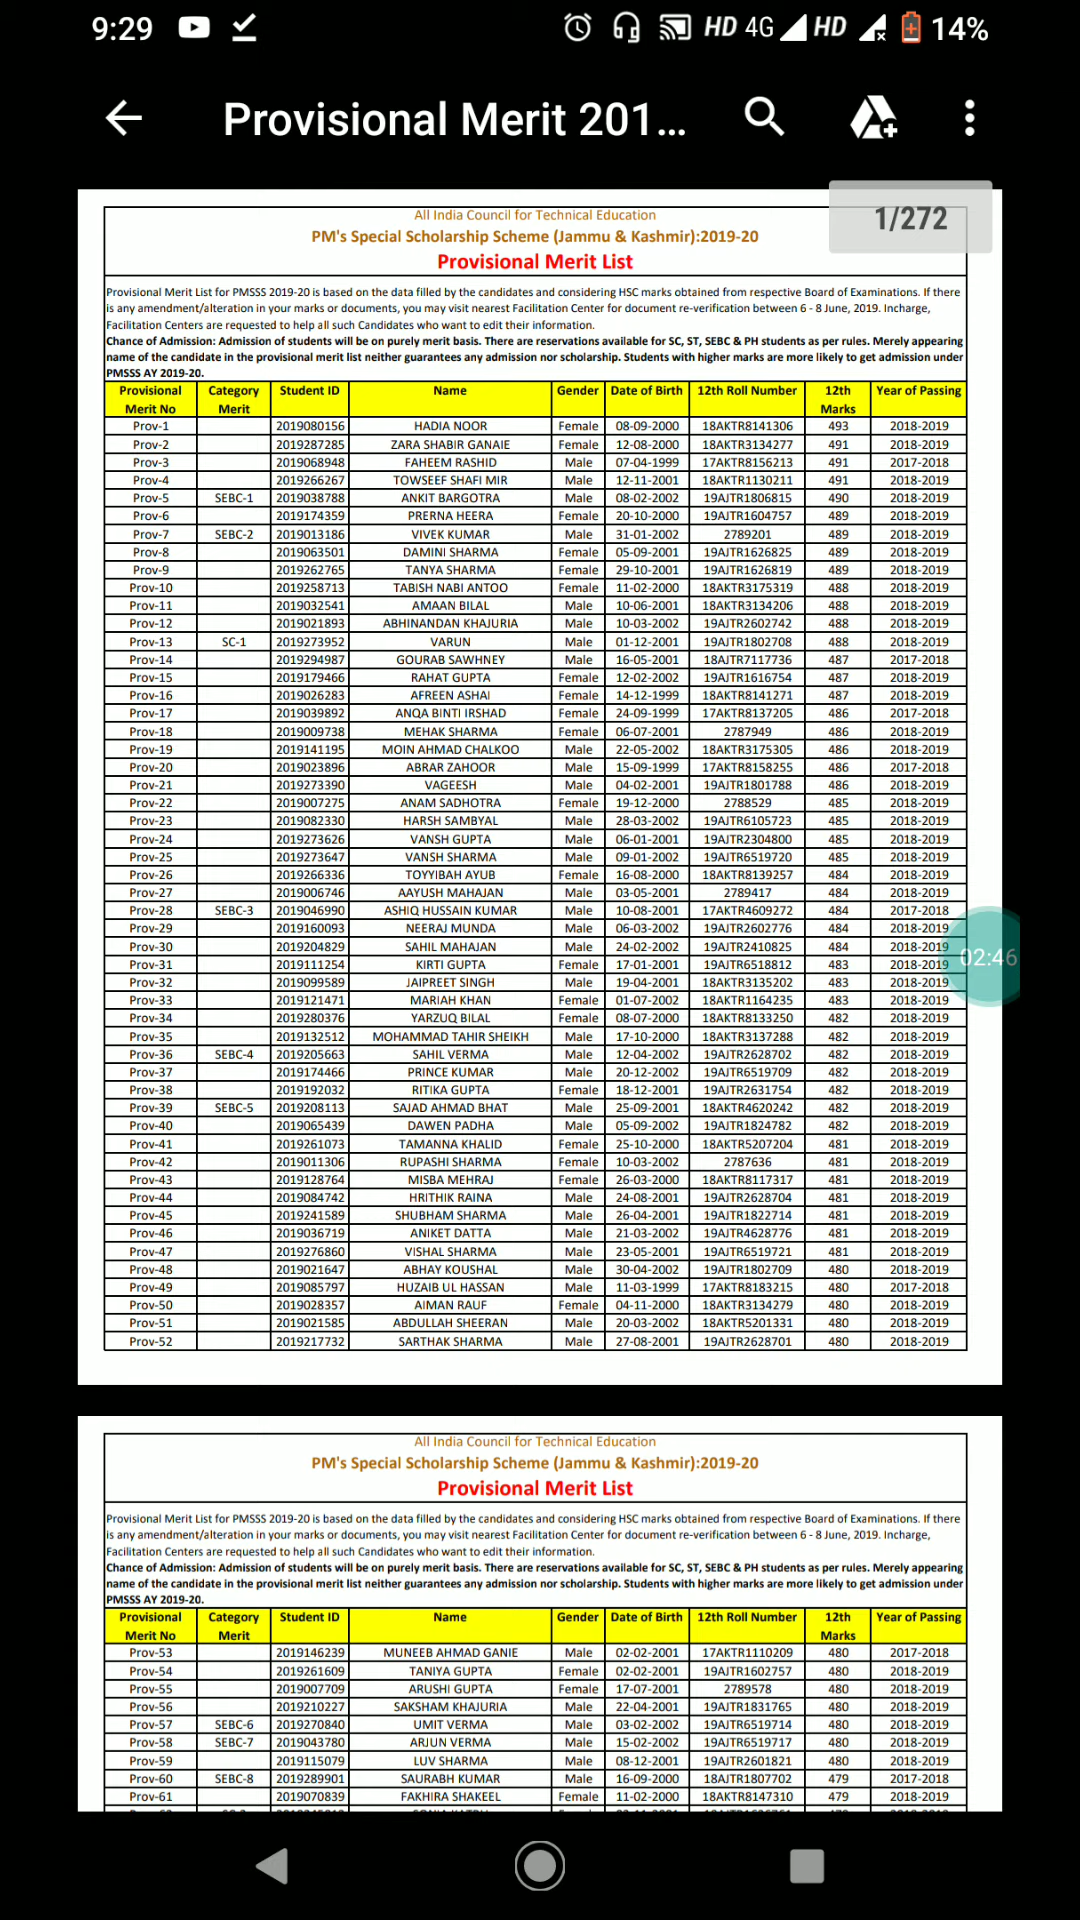 9:29 HD 4G HD 14%
Provisional Merit 201...
1/272
All India Council for Technical Education
PM's Special Scholarship Scheme (Jammu & Kashmir):2019-20
Provisional Merit List
Provisional Merit List for PMSSS 2019-20 is based on the data filled by the candidates and considering HSC marks obtained from respective Board of Examinations. If there
is any amendment/alteration in your marks or documents, you may visit nearest Facilitation Center for document re-verification between 6 - 8 June, 2019. Incharge,
Facilitation Centers are requested to help all such Candidates who want to edit their information.
Chance of Admission: Admission of students will be on purely merit basis. There are reservations available for SC, ST, SEBC & PH students as per rules. Merely appearing
name of the candidate in the provisional merit list neither guarantees any admission nor scholarship. Students with higher marks are more likely to get admission under
PMSSS AY 2019-20.
Provisional Category Student ID Name Gender Date of Birth 12th Roll Number 12th Year of Passing
Merit No Merit Marks
Prov-1 2019080156 HADIA NOOR Female 08-09-2000 18AKTR8141306 493 2018-2019
Prov-2 2019287285 ZARA SHABIR GANAIE Female 12-08-2000 18AKTR3134277 491 2018-2019
Prov-3 2019068948 FAHEEM RASHID Male 07-04-1999 17AKTR8156213 491 2017-2018
Prov-4 2019266267 TOWSEEF SHAFI MIR Male 12-11-2001 18AKTR1130211 491 2018-2019
Prov-5 SEBC-1 2019038788 ANKIT BARGOTRA Male 08-02-2002 19AJTR1806815 490 2018-2019
Prov-6 2019174359 PRERNA HEERA Female 20-10-2000 19AJTR1604757 489 2018-2019
Prov-7 SEBC-2 2019013186 VIVEK KUMAR Male 31-01-2002 2789201 489 2018-2019
Prov-8 2019063501 DAMINI SHARMA Female 05-09-2001 19AJTR1626825 489 2018-2019
Prov-9 2019262765 TANYA SHARMA Female 29-10-2001 19AJTR1626819 489 2018-2019
Prov-10 2019258713 TABISH NABI ANTOO Female 11-02-2000 18AKTR3175319 488 2018-2019
Prov-11 2019032541 AMAAN BILAL Male 10-06-2001 18AKTR3134206 488 2018-2019
Prov-12 2019021893 ABHINANDAN KHAJURIA Male 10-03-2002 19AJTR2602742 488 2018-2019
Prov-13 SC-1 2019273952 VARUN Male 01-12-2001 19AJTR1802708 488 2018-2019
Prov-14 2019294987 GOURAB SAWHNEY Male 16-05-2001 18AJTR7117736 487 2017-2018
Prov-15 2019179466 RAHAT GUPTA Female 12-02-2002 19AJTR1616754 487 2018-2019
Prov-16 2019026283 AFREEN ASHAI Female 14-12-1999 18AKTR8141271 487 2018-2019
Prov-17 2019039892 ANQA BINTI IRSHAD Female 24-09-1999 17AKTR8137205 486 2017-2018
Prov-18 2019009738 MEHAK SHARMA Female 06-07-2001 2787949 486 2018-2019
Prov-19 2019141195 MOIN AHMAD CHALKOO Male 22-05-2002 18AKTR3175305 486 2018-2019
Prov-20 2019023896 ABRAR ZAHOOR Male 15-09-1999 17AKTR8158255 486 2017-2018
Prov-21 2019273390 VAGEESH Male 04-02-2001 19AJTR1801788 486 2018-2019
Prov-22 2019007275 ANAM SADHOTRA Female 19-12-2000 2788529 485 2018-2019
Prov-23 2019082330 HARSH SAMBYAL Male 28-03-2002 19AJTR6105723 485 2018-2019
Prov-24 2019273626 VANSH GUPTA Male 06-01-2001 19AJTR2304800 485 2018-2019
Prov-25 2019273647 VANSH SHARMA Male 09-01-2002 19AJTR6519720 485 2018-2019
Prov-26 2019266336 TOYYIBAH AYUB Female 16-08-2000 18AKTR8139257 484 2018-2019
Prov-27 2019006746 AAYUSH MAHAJAN Male 03-05-2001 2789417 484 2018-2019
Prov-28 SEBC-3 2019046990 ASHIQ HUSSAIN KUMAR Male 10-08-2001 17AKTR4609272 484 2017-2018
Prov-29 2019160093 NEERAJ MUNDA Male 06-03-2002 19AJTR2602776 484 2018-2019
Prov-30 2019204829 SAHIL MAHAJAN Male 24-02-2002 19AJTR2410825 484 2018-2019
02:46
Prov-31 2019111254 KIRTI GUPTA Female 17-01-2001 19AJTR6518812 483 2018-2019
Prov-32 2019099589 JAIPREET SINGH Male 19-04-2001 18AKTR3135202 483 2018-2019
Prov-33 2019121471 MARIAH KHAN Female 01-07-2002 18AKTR1164235 483 2018-2019
Prov-34 2019280376 YARZUQ BILAL Female 08-07-2000 18AKTR8133250 482 2018-2019
Prov-35 2019132512 MOHAMMAD TAHIR SHEIKH Male 17-10-2000 18AKTR3137288 482 2018-2019
Prov-36 SEBC-4 2019205663 SAHIL VERMA Male 12-04-2002 19AJTR2628702 482 2018-2019
Prov-37 2019174466 PRINCE KUMAR Male 20-12-2002 19AJTR6519709 482 2018-2019
Prov-38 2019192032 RITIKA GUPTA Female 18-12-2001 19AJTR2631754 482 2018-2019
Prov-39 SEBC-5 2019208113 SAJAD AHMAD BHAT Male 25-09-2001 18AKTR4620242 482 2018-2019
Prov-40 2019065439 DAWEN PADHA Male 05-09-2002 19AJTR1824782 482 2018-2019
Prov-41 2019261073 TAMANNA KHALID Female 25-10-2000 18AKTR5207204 481 2018-2019
Prov-42 2019011306 RUPASHI SHARMA Female 10-03-2002 2787636 481 2018-2019
Prov-43 2019128764 MISBA MEHRAJ Female 26-03-2000 18AKTR8117317 481 2018-2019
Prov-44 2019084742 HRITHIK RAINA Male 24-08-2001 19AJTR2628704 481 2018-2019
Prov-45 2019241589 SHUBHAM SHARMA Male 26-04-2001 19AJTR1822714 481 2018-2019
Prov-46 2019036719 ANIKET DATTA Male 21-03-2002 19AJTR4628776 481 2018-2019
Prov-47 2019276860 VISHAL SHARMA Male 23-05-2001 19AJTR6519721 481 2018-2019
Prov-48 2019021647 ABHAY KOUSHAL Male 30-04-2002 19AJTR1802709 480 2018-2019
Prov-49 2019085797 HUZAIB UL HASSAN Male 11-03-1999 17AKTR8183215 480 2017-2018
Prov-50 2019028357 AIMAN RAUF Female 04-11-2000 18AKTR3134279 480 2018-2019
Prov-51 2019021585 ABDULLAH SHEERAN Male 20-03-2002 18AKTR5201331 480 2018-2019
Prov-52 2019217732 SARTHAK SHARMA Male 27-08-2001 19AJTR2628701 480 2018-2019
All India Council for Technical Education
PM's Special Scholarship Scheme (Jammu & Kashmir):2019-20
Provisional Merit List
Provisional Merit List for PMSSS 2019-20 is based on the data filled by the candidates and considering HSC marks obtained from respective Board of Examinations. If there
is any amendment/alteration in your marks or documents, you may visit nearest Facilitation Center for document re-verification between 6 - 8 June, 2019. Incharge,
Facilitation Centers are requested to help all such Candidates who want to edit their information.
Chance of Admission: Admission of students will be on purely merit basis. There are reservations available for SC, ST, SEBC & PH students as per rules. Merely appearing
name of the candidate in the provisional merit list neither guarantees any admission nor scholarship. Students with higher marks are more likely to get admission under
PMSSS AY 2019-20.
Provisional Category Student ID Name Gender Date of Birth 12th Roll Number 12th Year of Passing
Merit No Merit Marks
Prov-53 2019146239 MUNEEB AHMAD GANIE Male 02-02-2001 17AKTR1110209 480 2017-2018
Prov-54 2019261609 TANIYA GUPTA Female 02-02-2001 19AJTR1602757 480 2018-2019
Prov-55 2019007709 ARUSHI GUPTA Female 17-07-2001 2789578 480 2018-2019
Prov-56 2019210227 SAKSHAM KHAJURIA Male 22-04-2001 19AJTR1831765 480 2018-2019
Prov-57 SEBC-6 2019270840 UMIT VERMA Male 03-02-2002 19AJTR6519714 480 2018-2019
Prov-58 SEBC-7 2019043780 ARJUN VERMA Male 15-02-2002 19AJTR6519717 480 2018-2019
Prov-59 2019115079 LUV SHARMA Male 08-12-2001 19AJTR2601821 480 2018-2019
Prov-60 SEBC-8 2019289901 SAURABH KUMAR Male 16-09-2000 18AJTR1807702 479 2017-2018
Prov-61 2019070839 FAKHIRA SHAKEEL Female 11-02-2000 18AKTR8147310 479 2018-2019